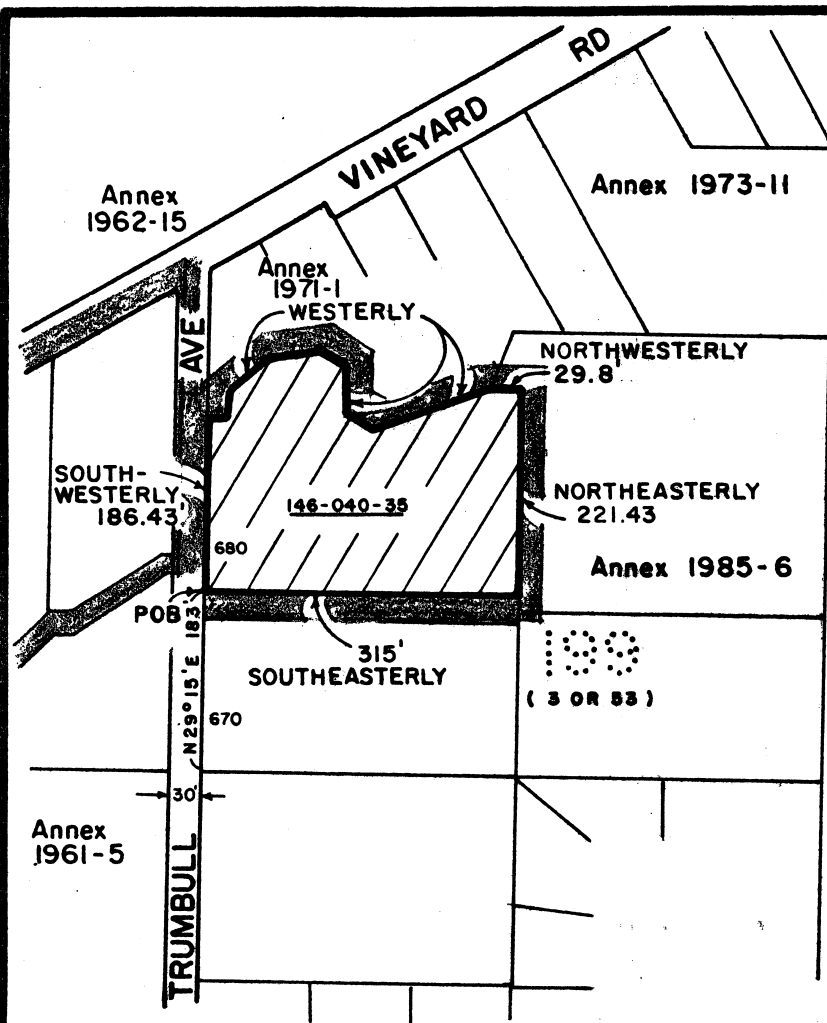 VINEYARD RD
Annex
1962-15
Annex 1973-11
Annex
1971-1
WESTERLY
AVE
NORTHWESTERLY
29.8'
SOUTH-
WESTERLY
186.43'
146-040-35
NORTHEASTERLY
221.43
680
Annex 1985-6
POB
N29°15'E 183'
315'
SOUTHEASTERLY
199
(3 OR 53)
670
30'
Annex
1961-5
TRUMBULL